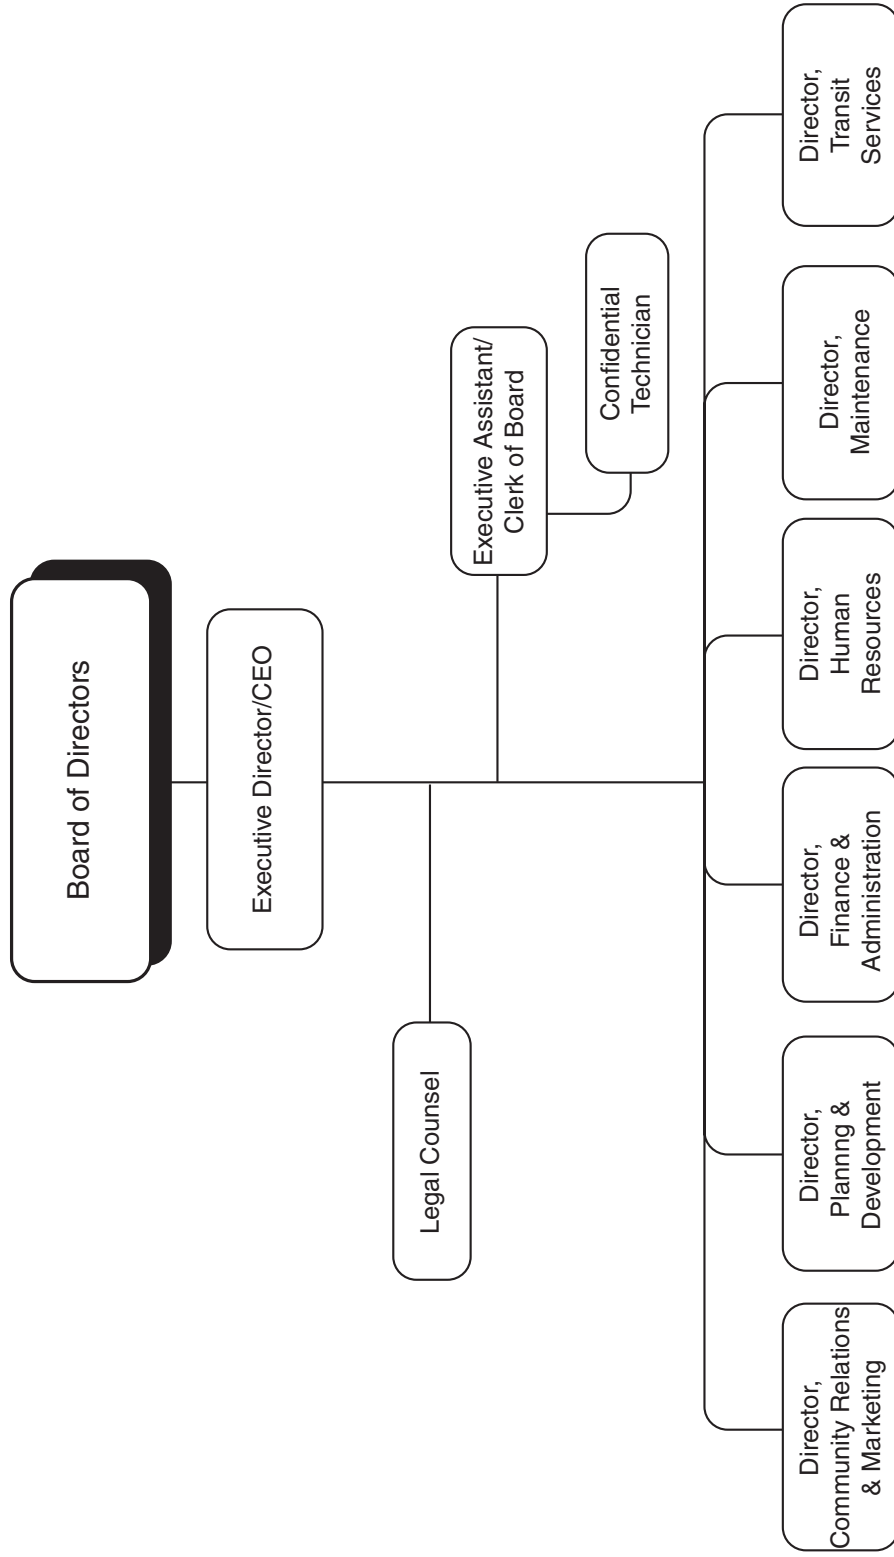 Board of Directors
Executive Director/CEO
Legal Counsel
Executive Assistant/
Clerk of Board
Confidential
Technician
Director,
Community Relations
& Marketing
Director,
Plannng &
Development
Director,
Finance &
Administration
Director,
Human
Resources
Director,
Maintenance
Director,
Transit
Services